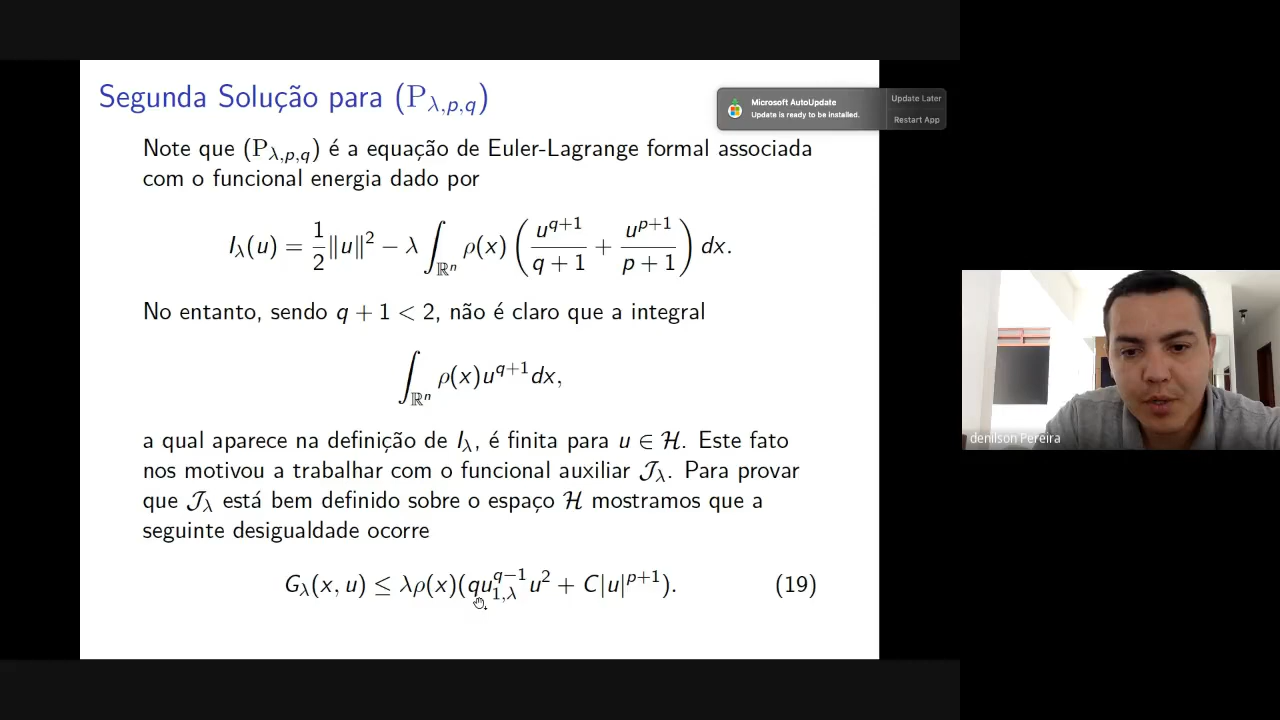 Segunda Solução para (P_{λ,p,q})
Microsoft AutoUpdate
Update is ready to be installed.
Update Later
Restart App
Note que (P_{λ,p,q}) é a equação de Euler-Lagrange formal associada
com o funcional energia dado por
I_λ(u) = \frac{1}{2}‖u‖^2 − λ ∫_{ℝ^n} ρ(x) ( \frac{u^{q+1}}{q+1} + \frac{u^{p+1}}{p+1} ) dx.
No entanto, sendo q + 1 < 2, não é claro que a integral
∫_{ℝ^n} ρ(x)u^{q+1}dx,
a qual aparece na definição de I_λ, é finita para u ∈ ℋ. Este fato
nos motivou a trabalhar com o funcional auxiliar 𝒥_λ. Para provar
que 𝒥_λ está bem definido sobre o espaço ℋ mostramos que a
seguinte desigualdade ocorre
G_λ(x, u) ≤ λρ(x)(qu_{1,λ}^{q−1}u^2 + C|u|^{p+1}). (19)
denilson Pereira